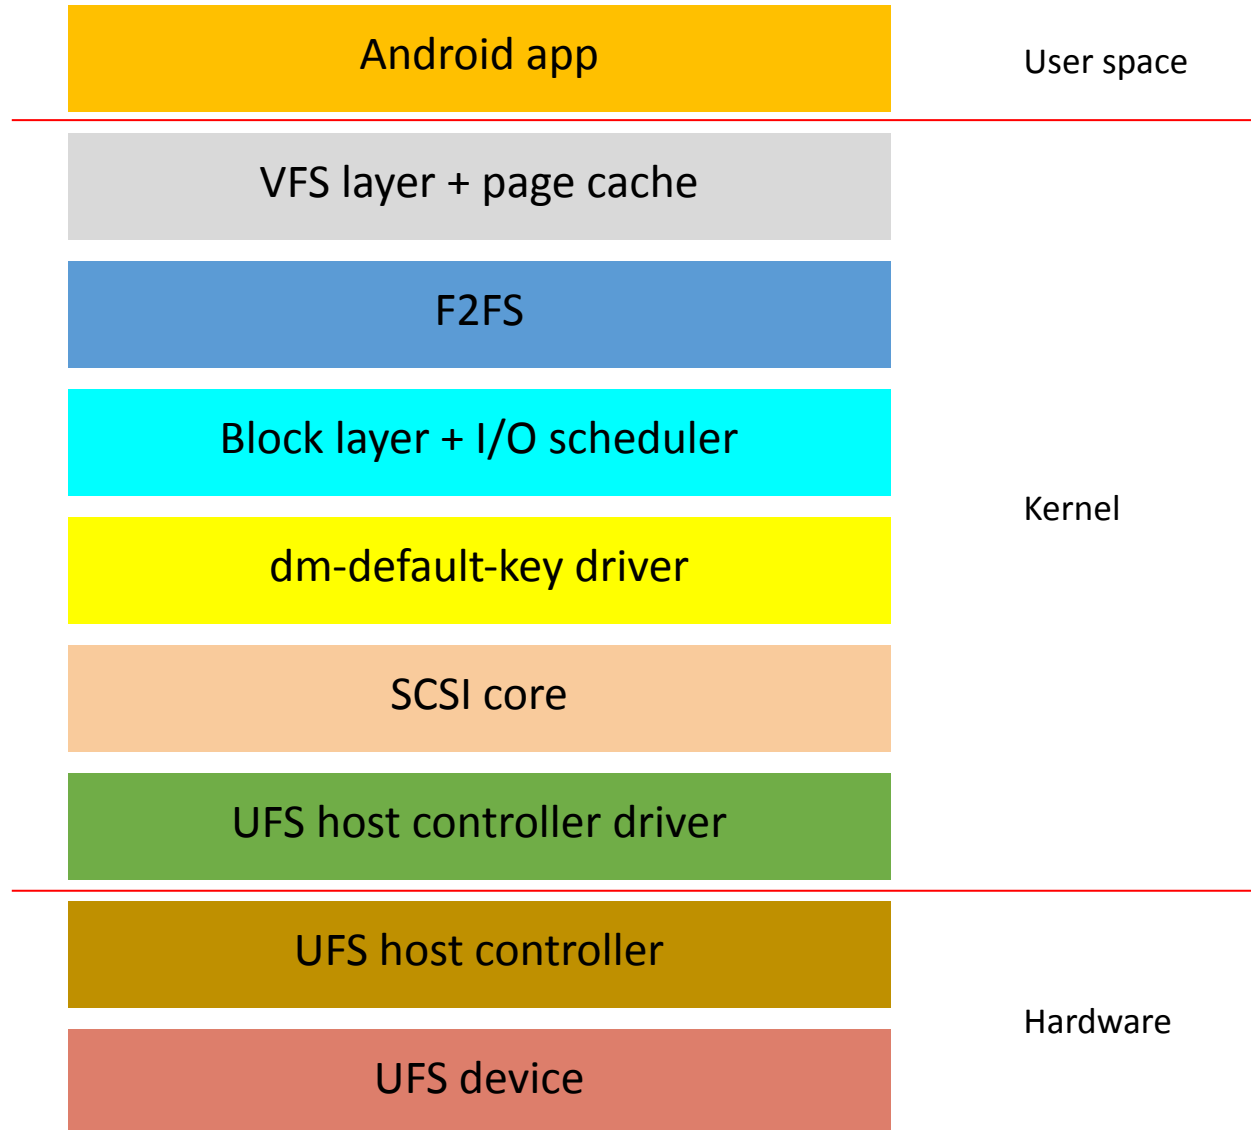 Android app
User space
VFS layer + page cache
F2FS
Block layer + I/O scheduler
Kernel
dm-default-key driver
SCSI core
UFS host controller driver
UFS host controller
Hardware
UFS device